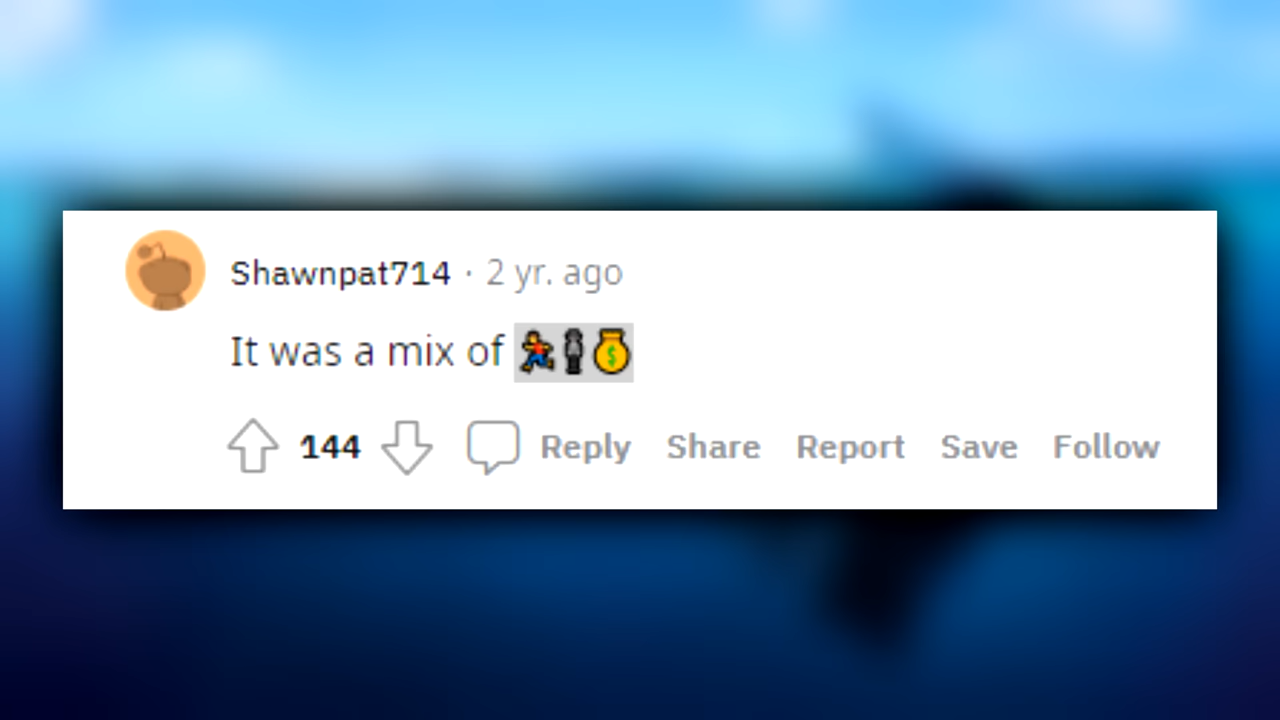 Shawnpat714 · 2 yr. ago
It was a mix of 🏃🕴💰
144 Reply Share Report Save Follow